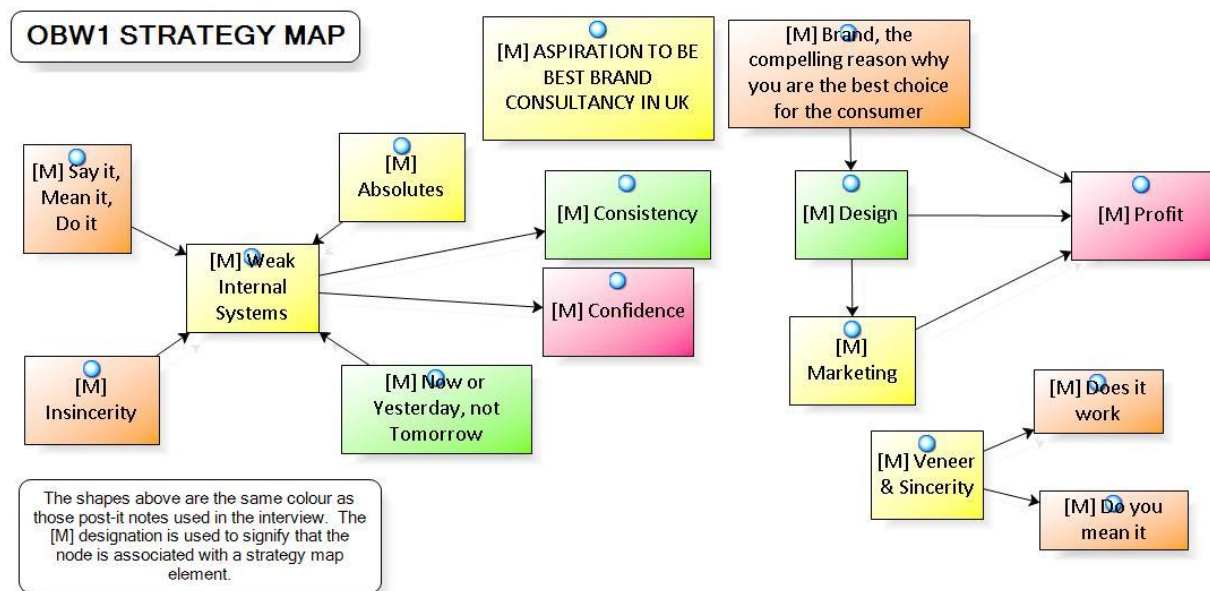 OBW1 STRATEGY MAP
[M] ASPIRATION TO BE
BEST BRAND
CONSULTANCY IN UK
[M] Brand, the
compelling reason why
you are the best choice
for the consumer
[M] Say it,
Mean it,
Do it
[M]
Absolutes
[M] Consistency
[M] Design
[M] Profit
[M] Weak
Internal
Systems
[M] Confidence
[M]
Marketing
[M]
Insincerity
[M] Now or
Yesterday, not
Tomorrow
[M] Does it
work
[M] Veneer
& Sincerity
[M] Do you
mean it
The shapes above are the same colour as
those post-it notes used in the interview. The
[M] designation is used to signify that the
node is associated with a strategy map
element.